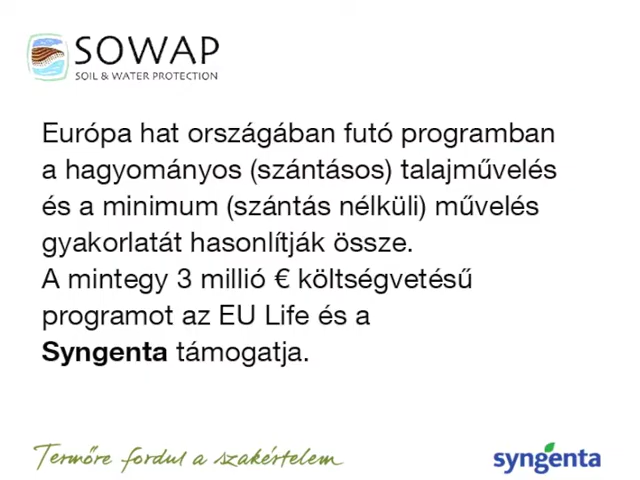 SOWAP
SOIL & WATER PROTECTION
Európa hat országában futó programban
a hagyományos (szántásos) talajművelés
és a minimum (szántás nélküli) művelés
gyakorlatát hasonlítják össze.
A mintegy 3 millió € költségvetésű
programot az EU Life és a
Syngenta támogatja.
Termőre fordul a szakértelem
syngenta